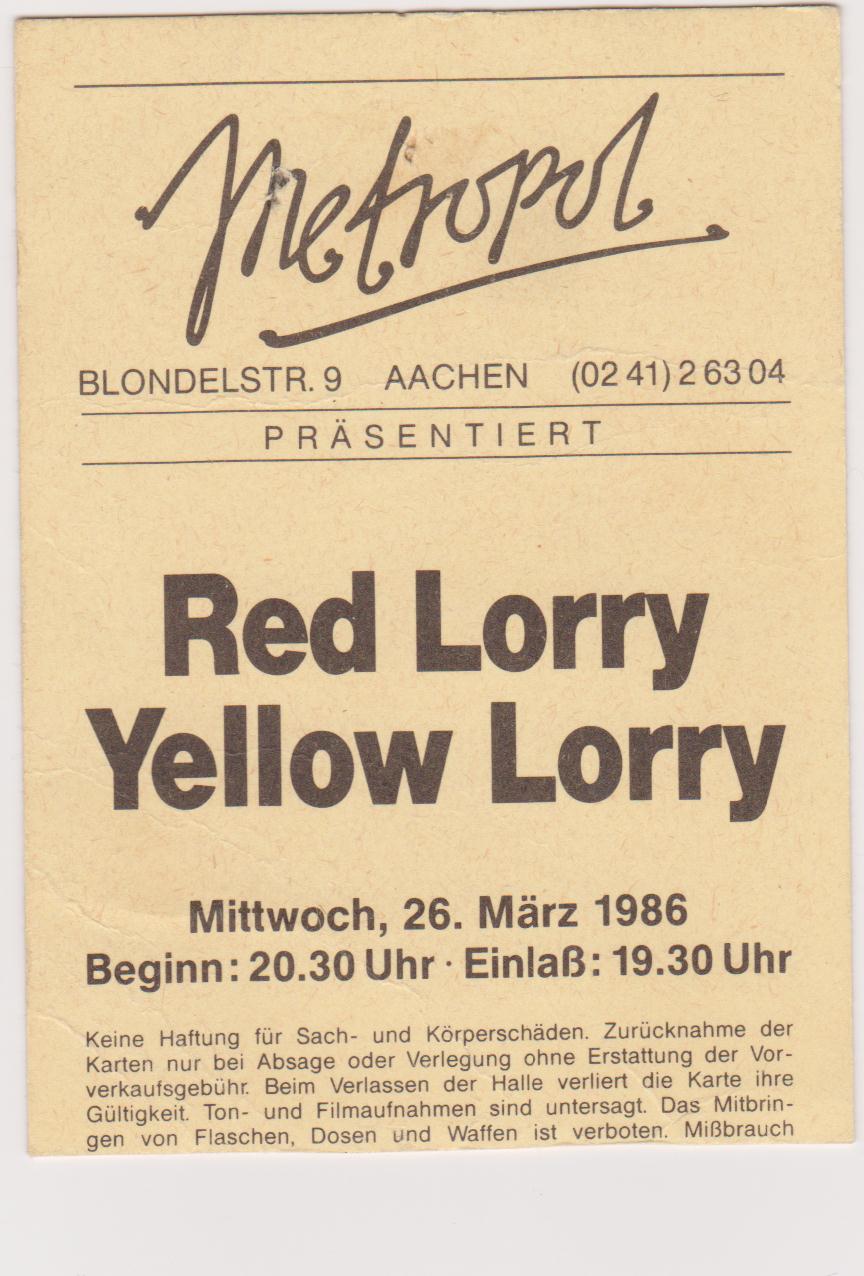 Metropol
BLONDELSTR. 9 AACHEN (02 41) 2 63 04
PRÄSENTIERT
Red Lorry
Yellow Lorry
Mittwoch, 26. März 1986
Beginn: 20.30 Uhr · Einlaß: 19.30 Uhr
Keine Haftung für Sach- und Körperschäden. Zurücknahme der
Karten nur bei Absage oder Verlegung ohne Erstattung der Vor-
verkaufsgebühr. Beim Verlassen der Halle verliert die Karte ihre
Gültigkeit. Ton- und Filmaufnahmen sind untersagt. Das Mitbrin-
gen von Flaschen, Dosen und Waffen ist verboten. Mißbrauch